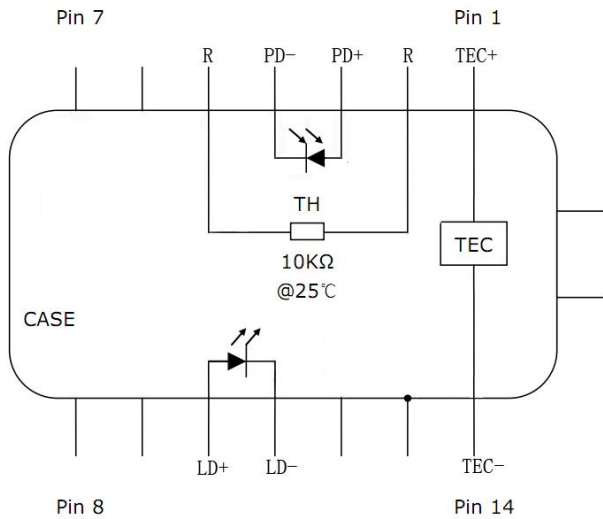 Pin 7 Pin 1
R PD- PD+ R TEC+
TH
TEC
10KΩ
@25℃
CASE
LD+ LD- TEC-
Pin 8 Pin 14